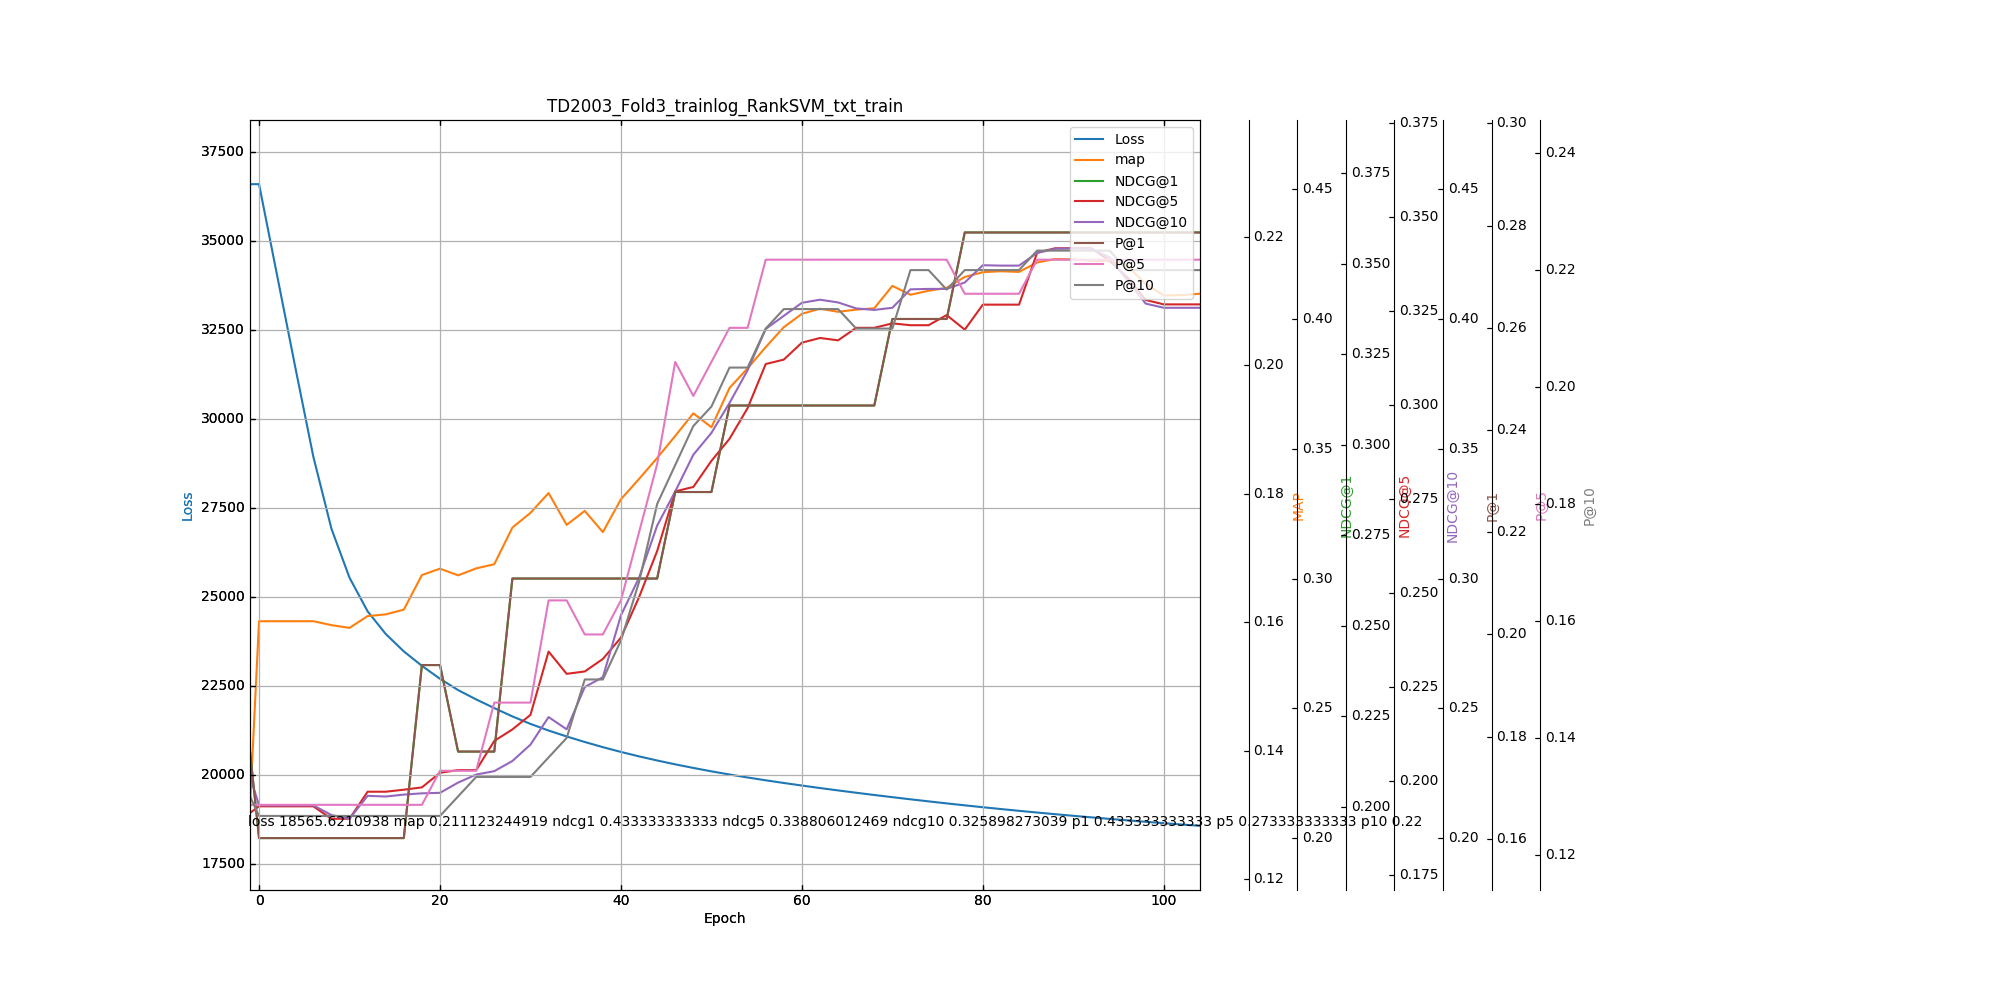 TD2003_Fold3_trainlog_RankSVM_txt_train
Loss
map
NDCG@1
NDCG@5
NDCG@10
P@1
P@5
P@10
37500
35000
32500
30000
27500
25000
22500
20000
17500
Loss
0 20 40 60 80 100
Epoch
loss 18565.6210938 map 0.2111123244919 ndcg1 0.433333333333 ndcg5 0.338806012469 ndcg10 0.325898273039 p1 0.433333333333 p5 0.273333333333 p10 0.22
0.22
0.20
0.18
0.16
0.14
0.12
MAP
0.45
0.40
0.35
0.30
0.25
0.20
NDCG@1
0.375
0.350
0.325
0.300
0.275
0.250
0.225
0.200
NDCG@5
0.375
0.350
0.325
0.300
0.275
0.250
0.225
0.200
0.175
NDCG@10
0.45
0.40
0.35
0.30
0.25
0.20
P@1
0.30
0.28
0.26
0.24
0.22
0.20
0.18
0.16
P@5
0.24
0.22
0.20
0.18
0.16
0.14
0.12
P@10